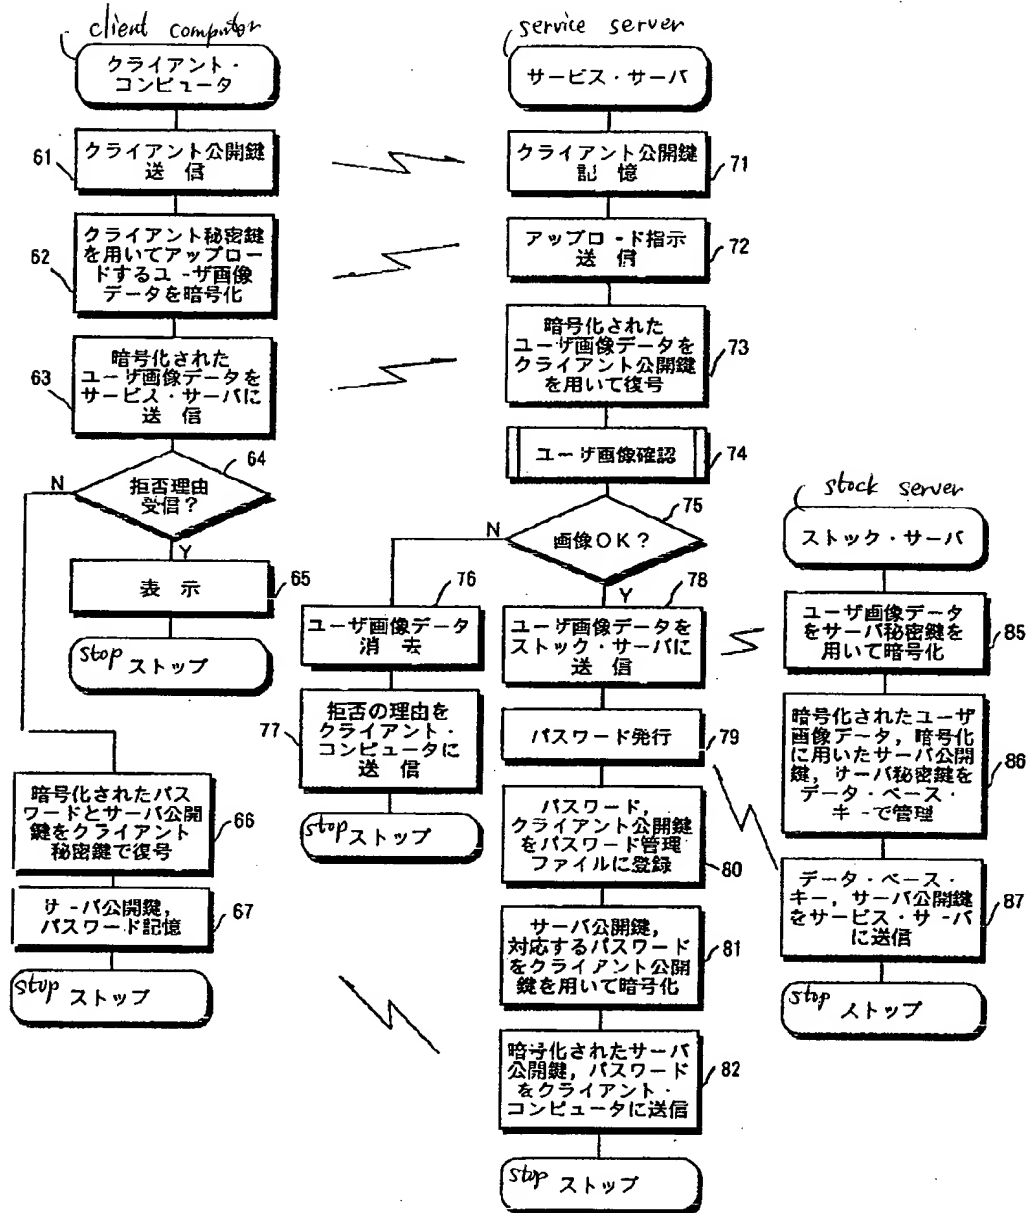 client computer
クライアント・
コンピュータ
61
クライアント公開鍵
送 信
62
クライアント秘密鍵
を用いてアップロー
ドするユーザ画像
データを暗号化
63
暗号化された
ユーザ画像データを
サービス・サーバに
送 信
64
拒否理由
受信?
N
Y
65
表 示
stop ストップ
66
暗号化されたパス
ワードとサーバ公開
鍵をクライアント
秘密鍵で復号
67
サーバ公開鍵,
パスワード記憶
stop ストップ
service server
サービス・サーバ
71
クライアント公開鍵
記 憶
72
アップロード指示
送 信
73
暗号化された
ユーザ画像データを
クライアント公開鍵
を用いて復号
74
ユーザ画像確認
75
画像OK?
N
Y
76
ユーザ画像データ
消 去
77
拒否の理由を
クライアント・
コンピュータに
送 信
stop ストップ
78
ユーザ画像データを
ストック・サーバに
送 信
79
パスワード発行
80
パスワード,
クライアント公開鍵
をパスワード管理
ファイルに登録
81
サーバ公開鍵,
対応するパスワード
をクライアント公開
鍵を用いて暗号化
82
暗号化されたサーバ
公開鍵, パスワード
をクライアント・
コンピュータに送信
stop ストップ
stock server
ストック・サーバ
85
ユーザ画像データ
をサーバ秘密鍵を
用いて暗号化
86
暗号化されたユーザ
画像データ, 暗号化
に用いたサーバ公開
鍵, サーバ秘密鍵を
データ・ベース・
キーで管理
87
データ・ベース・
キー, サーバ公開鍵
をサービス・サーバ
に送信
stop ストップ